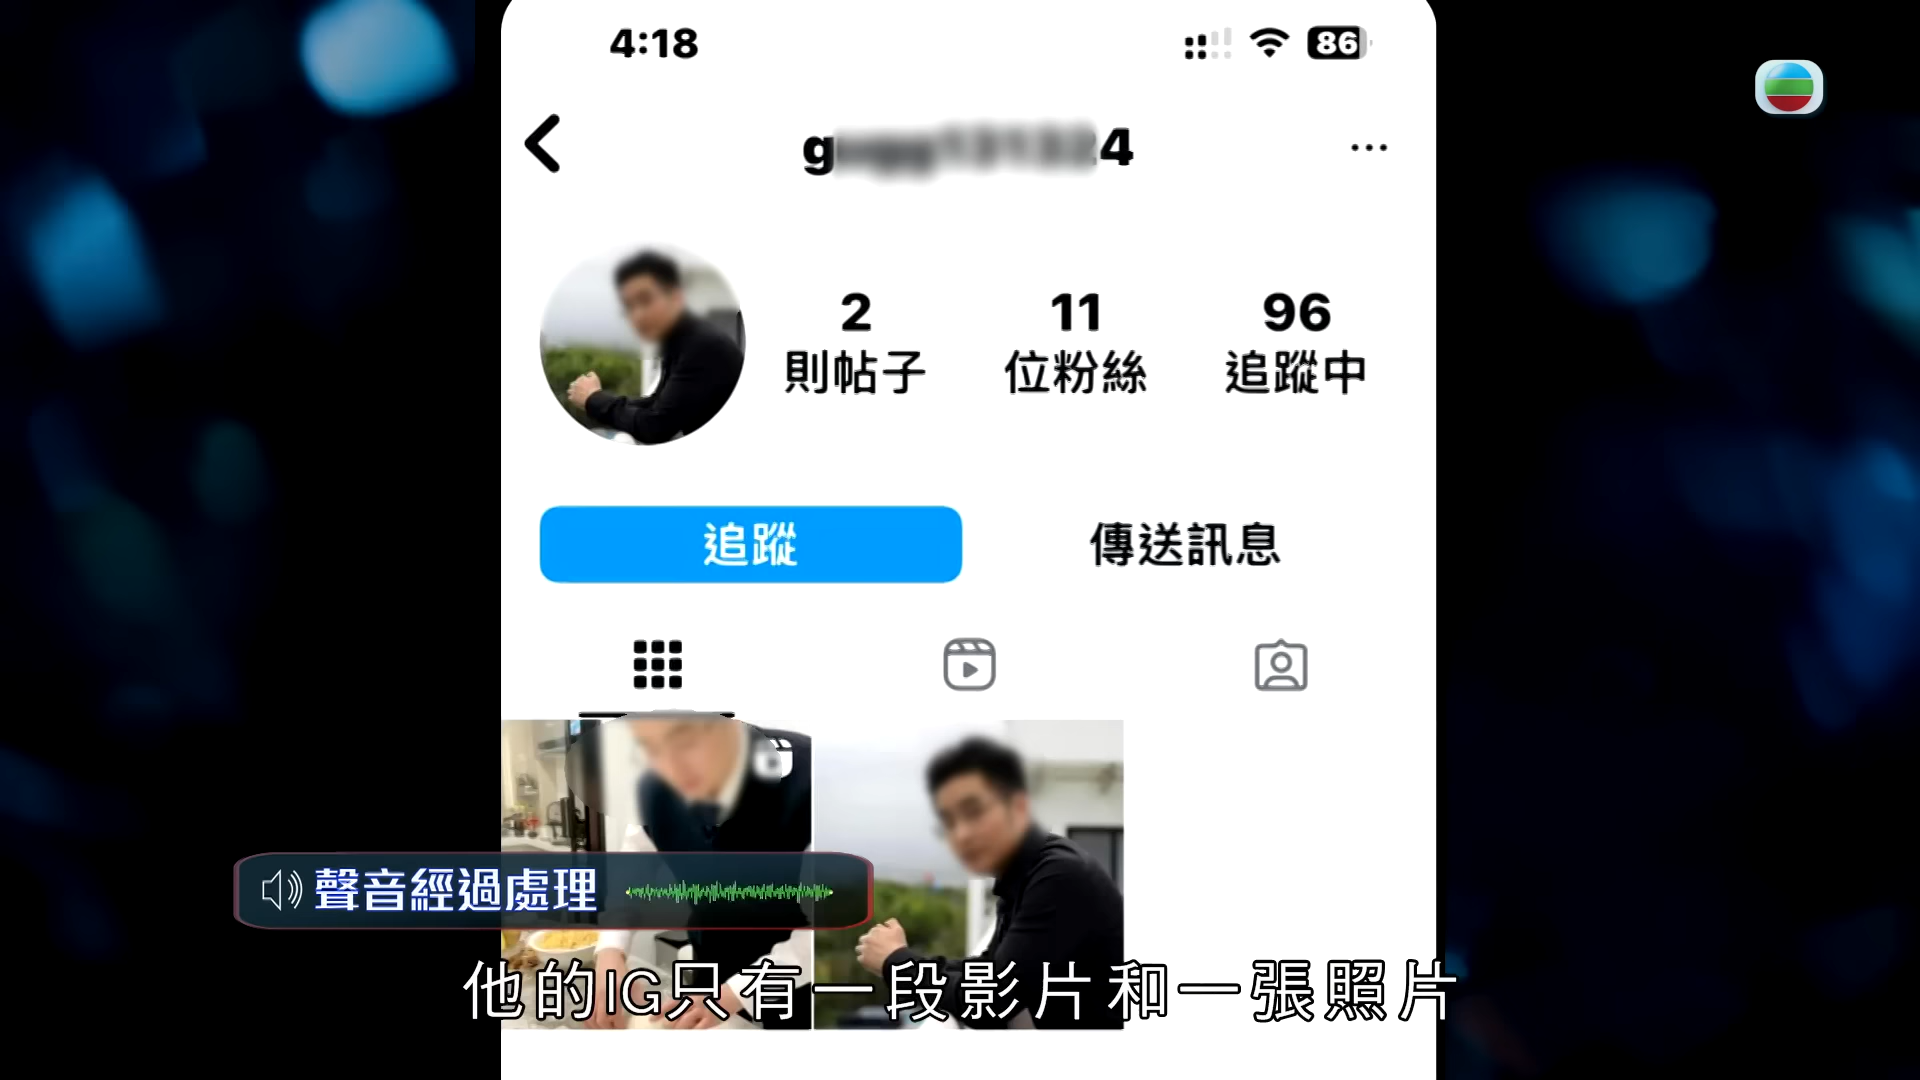 4:18
86
2
11
96
則帖子
位粉絲
追蹤中
追蹤
傳送訊息
聲音經過處理
他的IG只有一段影片和一張照片